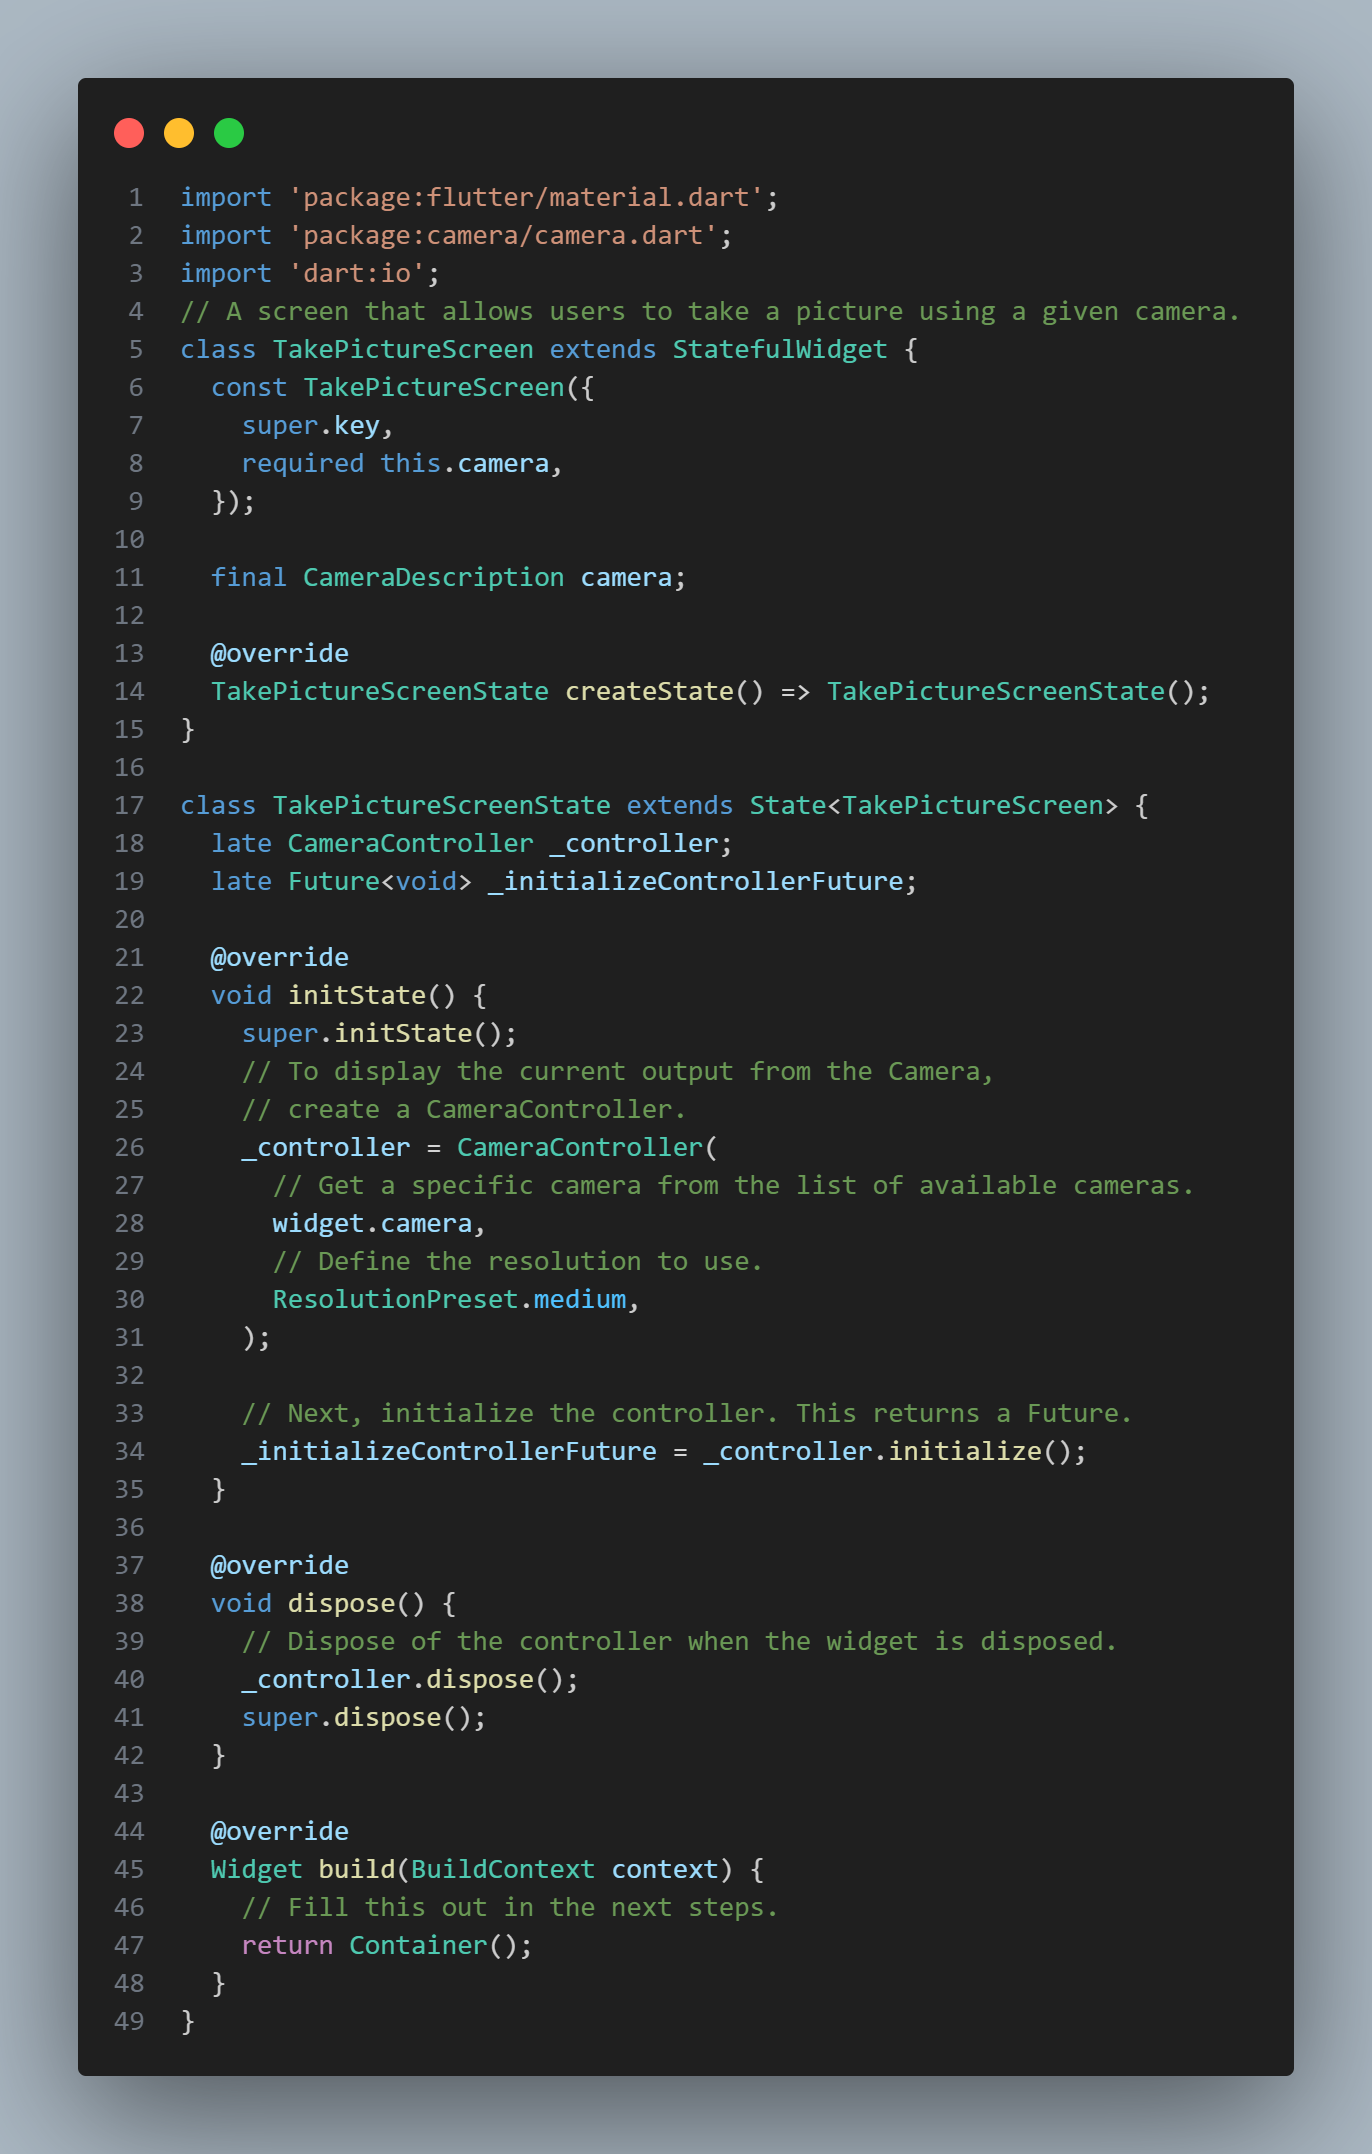 1 import 'package:flutter/material.dart';
2 import 'package:camera/camera.dart';
3 import 'dart:io';
4 // A screen that allows users to take a picture using a given camera.
5 class TakePictureScreen extends StatefulWidget {
6   const TakePictureScreen({
7     super.key,
8     required this.camera,
9   });
10
11   final CameraDescription camera;
12
13   @override
14   TakePictureScreenState createState() => TakePictureScreenState();
15 }
16
17 class TakePictureScreenState extends State<TakePictureScreen> {
18   late CameraController _controller;
19   late Future<void> _initializeControllerFuture;
20
21   @override
22   void initState() {
23     super.initState();
24     // To display the current output from the Camera,
25     // create a CameraController.
26     _controller = CameraController(
27       // Get a specific camera from the list of available cameras.
28       widget.camera,
29       // Define the resolution to use.
30       ResolutionPreset.medium,
31     );
32
33     // Next, initialize the controller. This returns a Future.
34     _initializeControllerFuture = _controller.initialize();
35   }
36
37   @override
38   void dispose() {
39     // Dispose of the controller when the widget is disposed.
40     _controller.dispose();
41     super.dispose();
42   }
43
44   @override
45   Widget build(BuildContext context) {
46     // Fill this out in the next steps.
47     return Container();
48   }
49 }